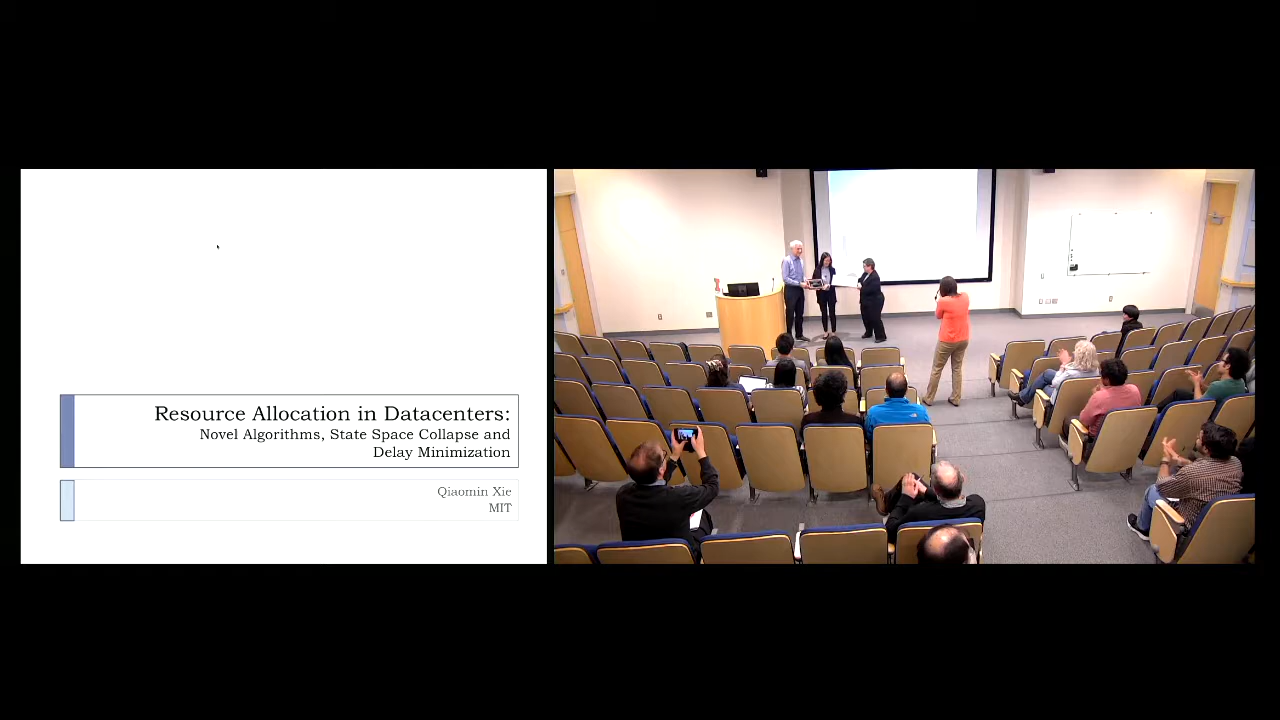 Resource Allocation in Datacenters:
Novel Algorithms, State Space Collapse and
Delay Minimization
Qiaomin Xie
MIT